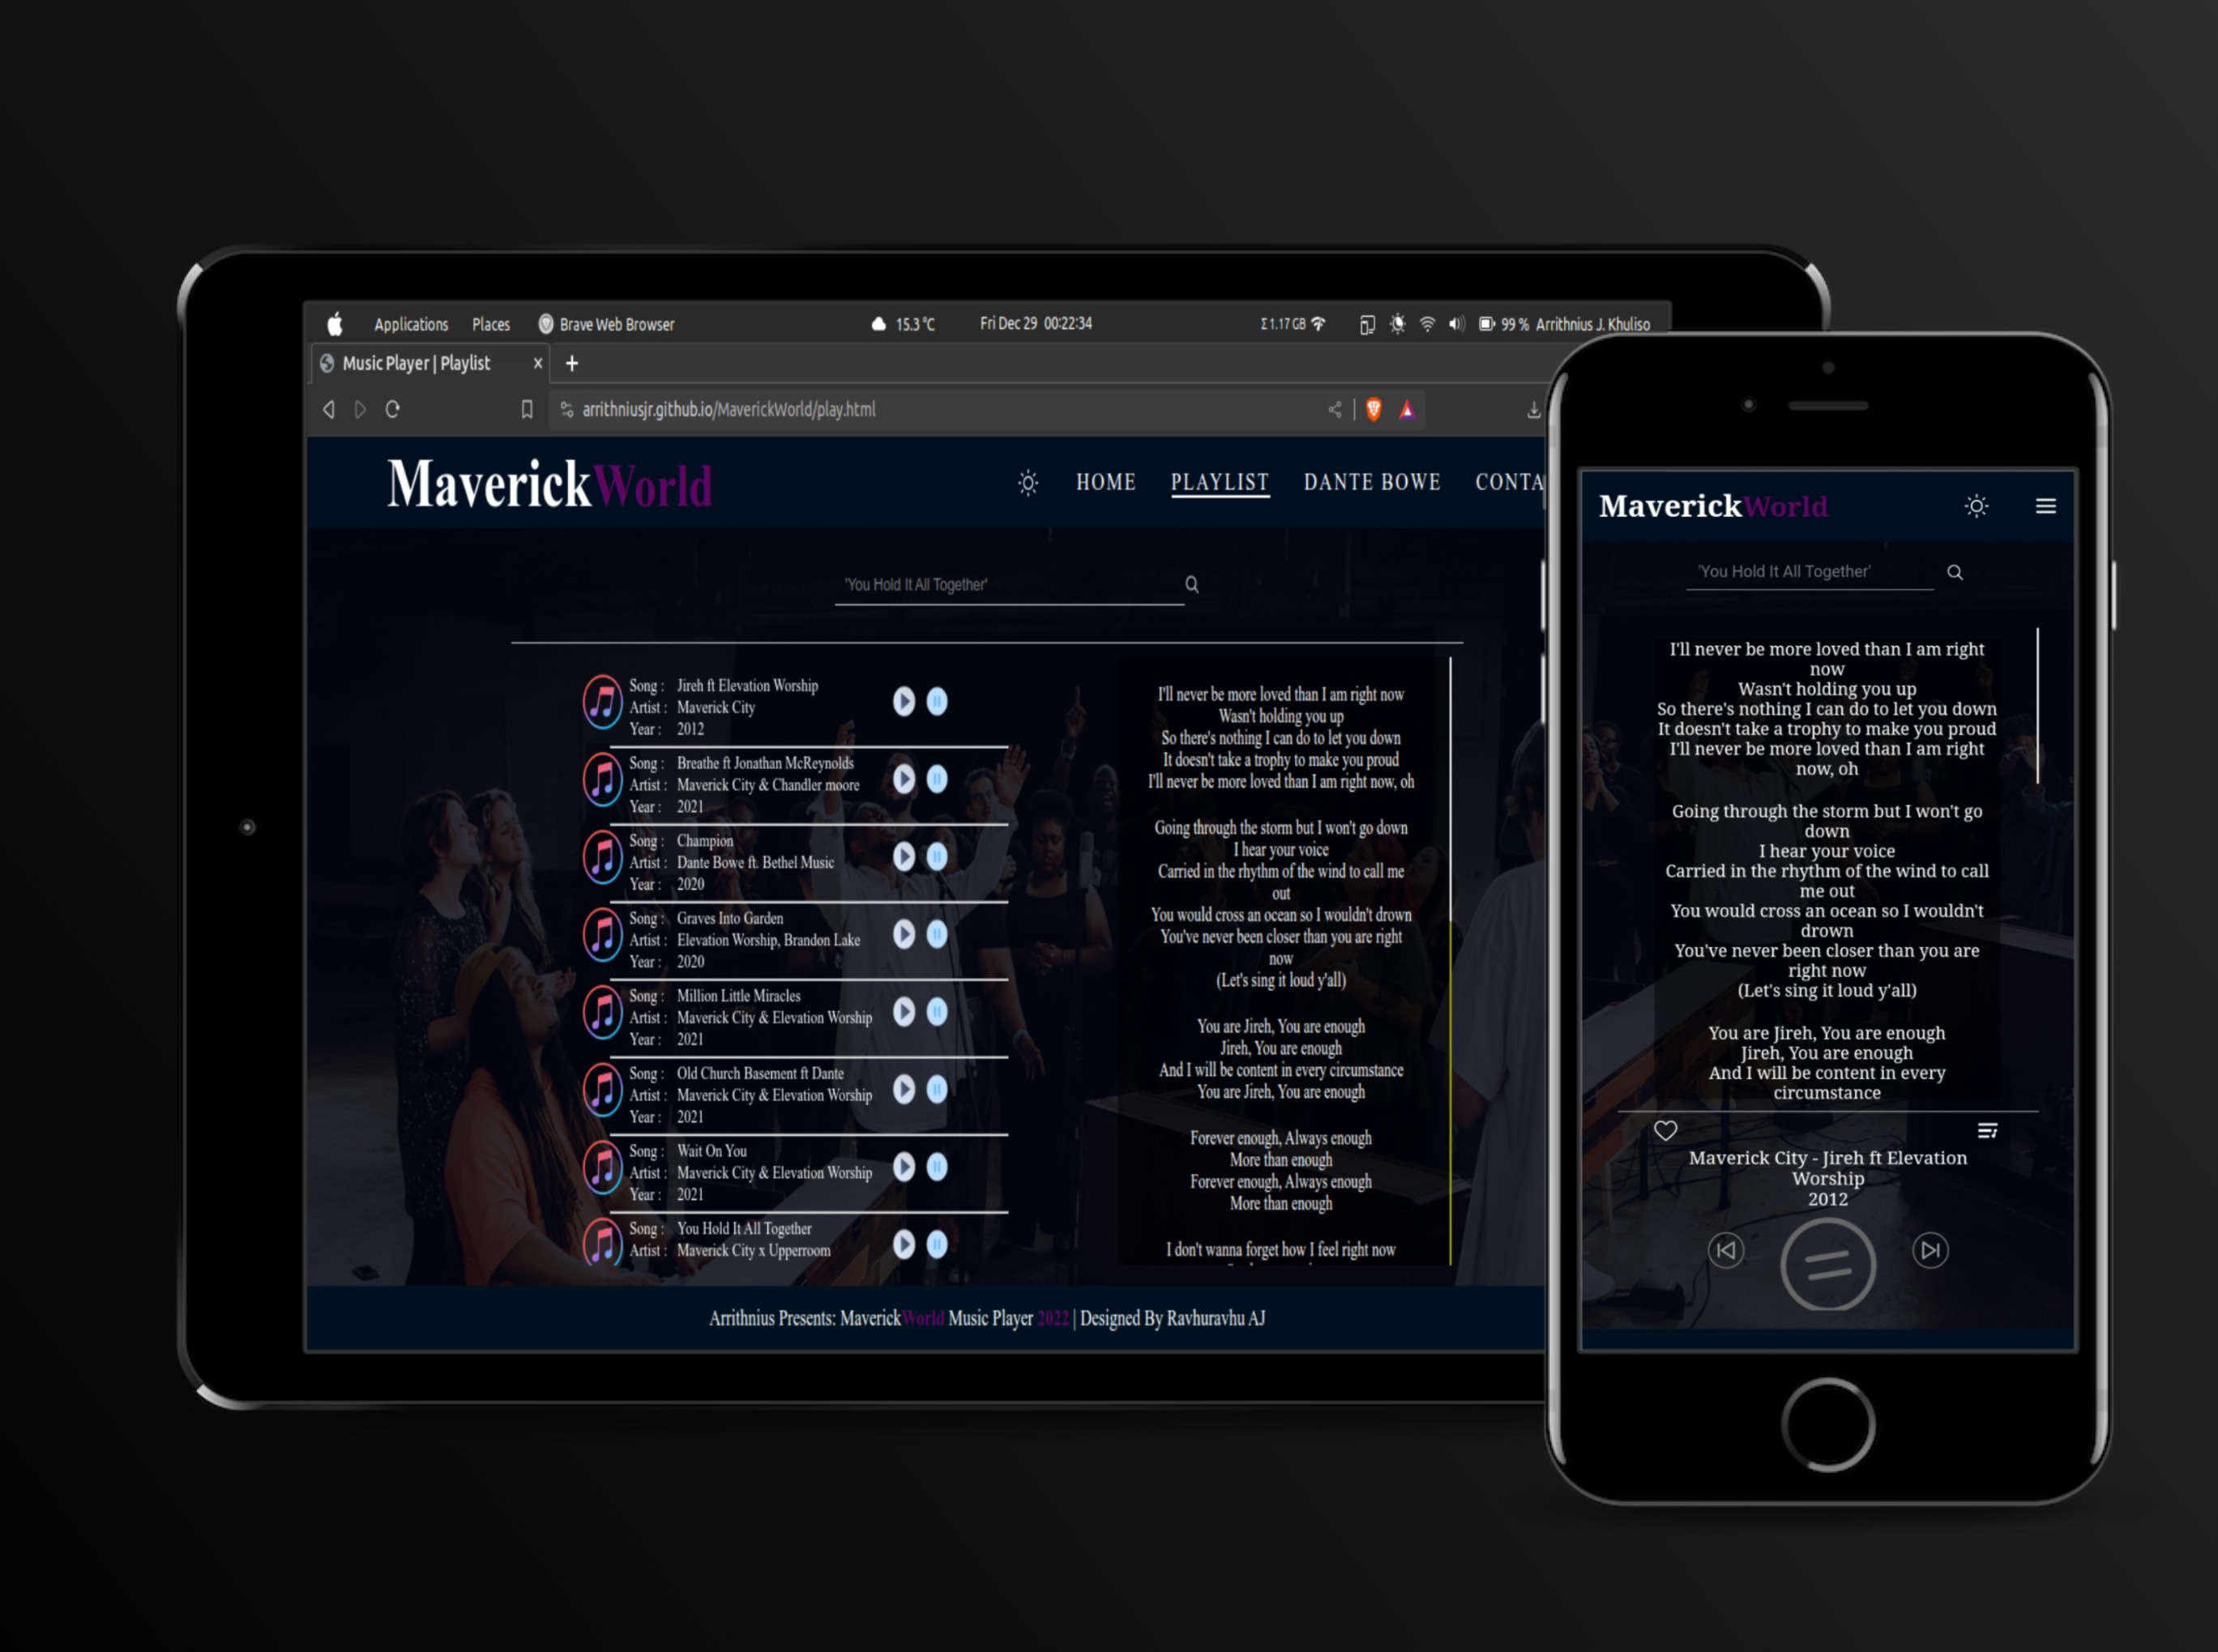 Applications Places Brave Web Browser 15.3 °C Fri Dec 29 00:22:34 Σ 1.17 GB 99 % Arrithnius J. Khuliso
Music Player | Playlist x +
arrithniusjr.github.io/MaverickWorld/play.html
MaverickWorld HOME PLAYLIST DANTE BOWE CONTA
'You Hold It All Together'
Song : Jireh ft Elevation Worship
Artist : Maverick City
Year : 2012
Song : Breathe ft Jonathan McReynolds
Artist : Maverick City & Chandler moore
Year : 2021
Song : Champion
Artist : Dante Bowe ft. Bethel Music
Year : 2020
Song : Graves Into Garden
Artist : Elevation Worship, Brandon Lake
Year : 2020
Song : Million Little Miracles
Artist : Maverick City & Elevation Worship
Year : 2021
Song : Old Church Basement ft Dante
Artist : Maverick City & Elevation Worship
Year : 2021
Song : Wait On You
Artist : Maverick City & Elevation Worship
Year : 2021
Song : You Hold It All Together
Artist : Maverick City x Upperroom
I'll never be more loved than I am right now
Wasn't holding you up
So there's nothing I can do to let you down
It doesn't take a trophy to make you proud
I'll never be more loved than I am right now, oh
Going through the storm but I won't go down
I hear your voice
Carried in the rhythm of the wind to call me
out
You would cross an ocean so I wouldn't drown
You've never been closer than you are right
now
(Let's sing it loud y'all)
You are Jireh, You are enough
Jireh, You are enough
And I will be content in every circumstance
You are Jireh, You are enough
Forever enough, Always enough
More than enough
Forever enough, Always enough
More than enough
I don't wanna forget how I feel right now
Arrithnius Presents: MaverickWorld Music Player 2022 | Designed By Ravhuravhu AJ
MaverickWorld
'You Hold It All Together'
I'll never be more loved than I am right
now
Wasn't holding you up
So there's nothing I can do to let you down
It doesn't take a trophy to make you proud
I'll never be more loved than I am right
now, oh
Going through the storm but I won't go
down
I hear your voice
Carried in the rhythm of the wind to call
me out
You would cross an ocean so I wouldn't
drown
You've never been closer than you are
right now
(Let's sing it loud y'all)
You are Jireh, You are enough
Jireh, You are enough
And I will be content in every
circumstance
Maverick City - Jireh ft Elevation
Worship
2012